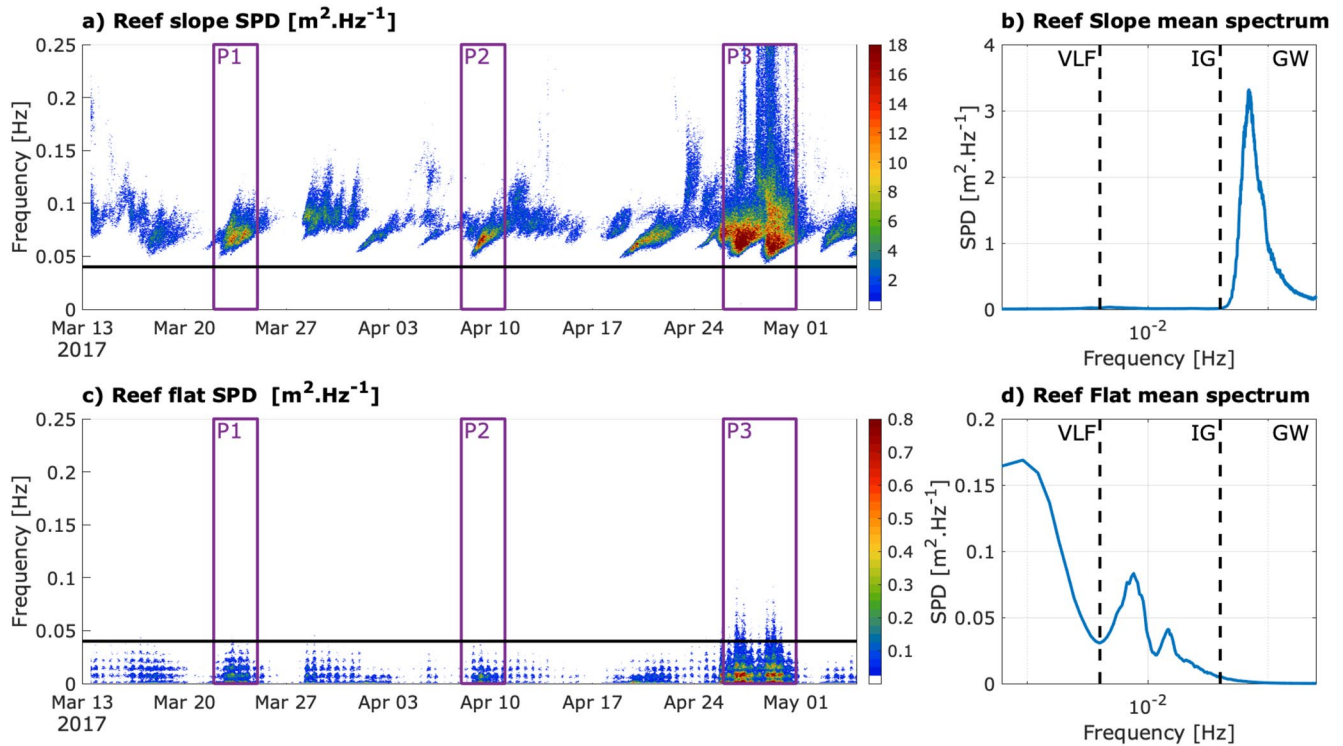 a) Reef slope SPD [m².Hz⁻¹]
P1
P2
P3
0.25
0.2
0.15
0.1
0.05
0
Frequency [Hz]
Mar 13
2017
Mar 20
Mar 27
Apr 03
Apr 10
Apr 17
Apr 24
May 01
18
16
14
12
10
8
6
4
2
b) Reef Slope mean spectrum
VLF
IG
GW
4
3
2
1
0
SPD [m².Hz⁻¹]
10⁻²
Frequency [Hz]
c) Reef flat SPD [m².Hz⁻¹]
P1
P2
P3
0.25
0.2
0.15
0.1
0.05
0
Frequency [Hz]
Mar 13
2017
Mar 20
Mar 27
Apr 03
Apr 10
Apr 17
Apr 24
May 01
0.8
0.7
0.6
0.5
0.4
0.3
0.2
0.1
d) Reef Flat mean spectrum
VLF
IG
GW
0.2
0.15
0.1
0.05
0
SPD [m².Hz⁻¹]
10⁻²
Frequency [Hz]